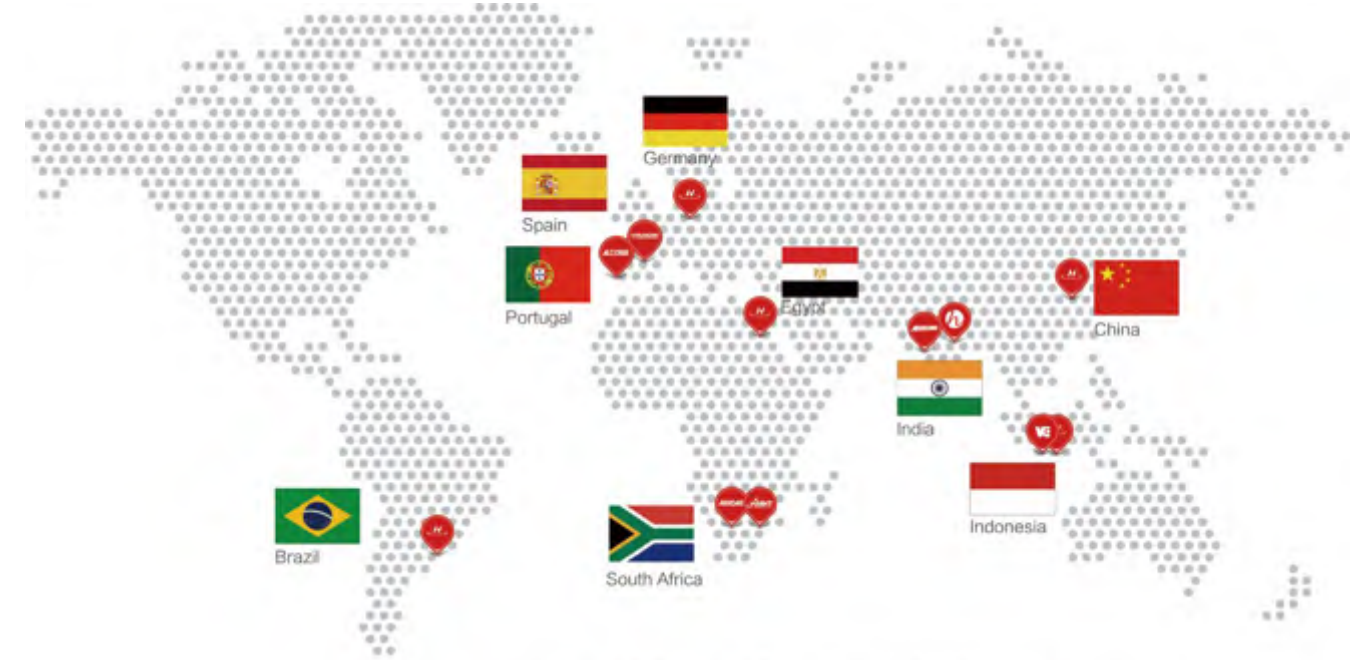 Germany
Spain
Portugal
Egypt
China
India
Indonesia
Brazil
South Africa